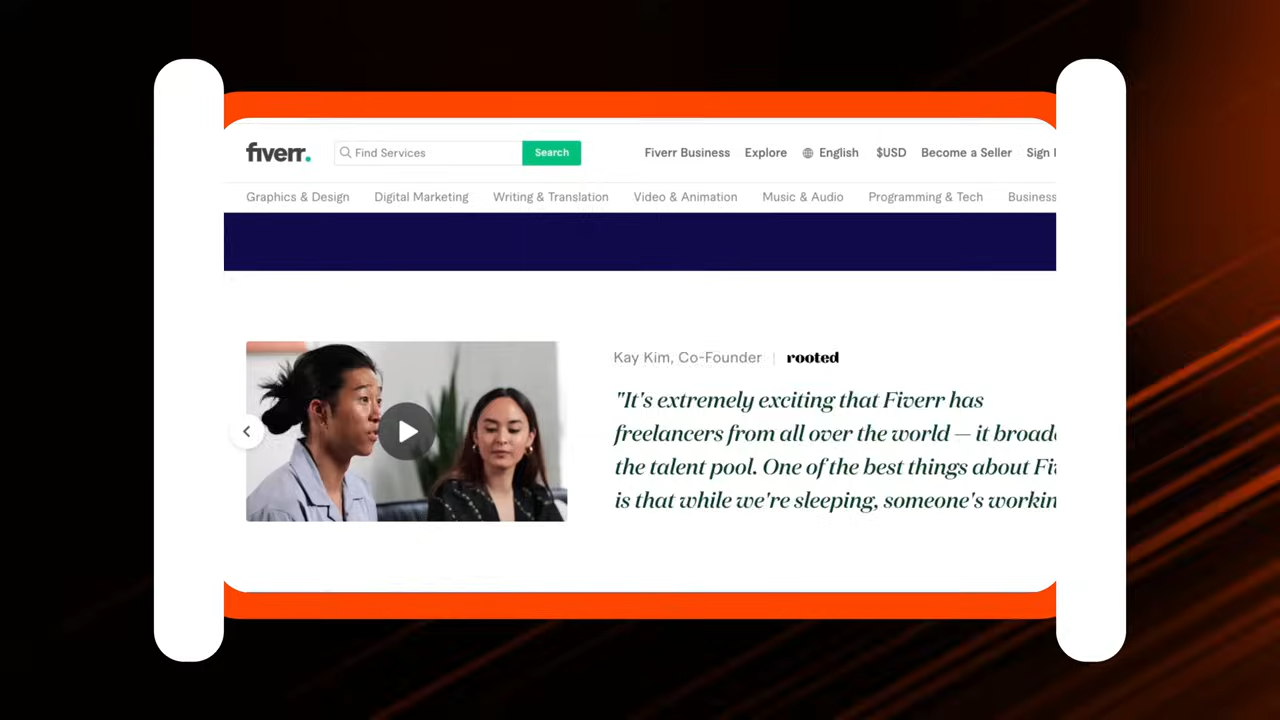 fiverr.
Find Services
Search
Fiverr Business
Explore
English
$USD
Become a Seller
Sign
Graphics & Design
Digital Marketing
Writing & Translation
Video & Animation
Music & Audio
Programming & Tech
Business
Kay Kim, Co-Founder | rooted
"It's extremely exciting that Fiverr has
freelancers from all over the world — it
the talent pool. One of the best things about
is that while we're sleeping, someone's